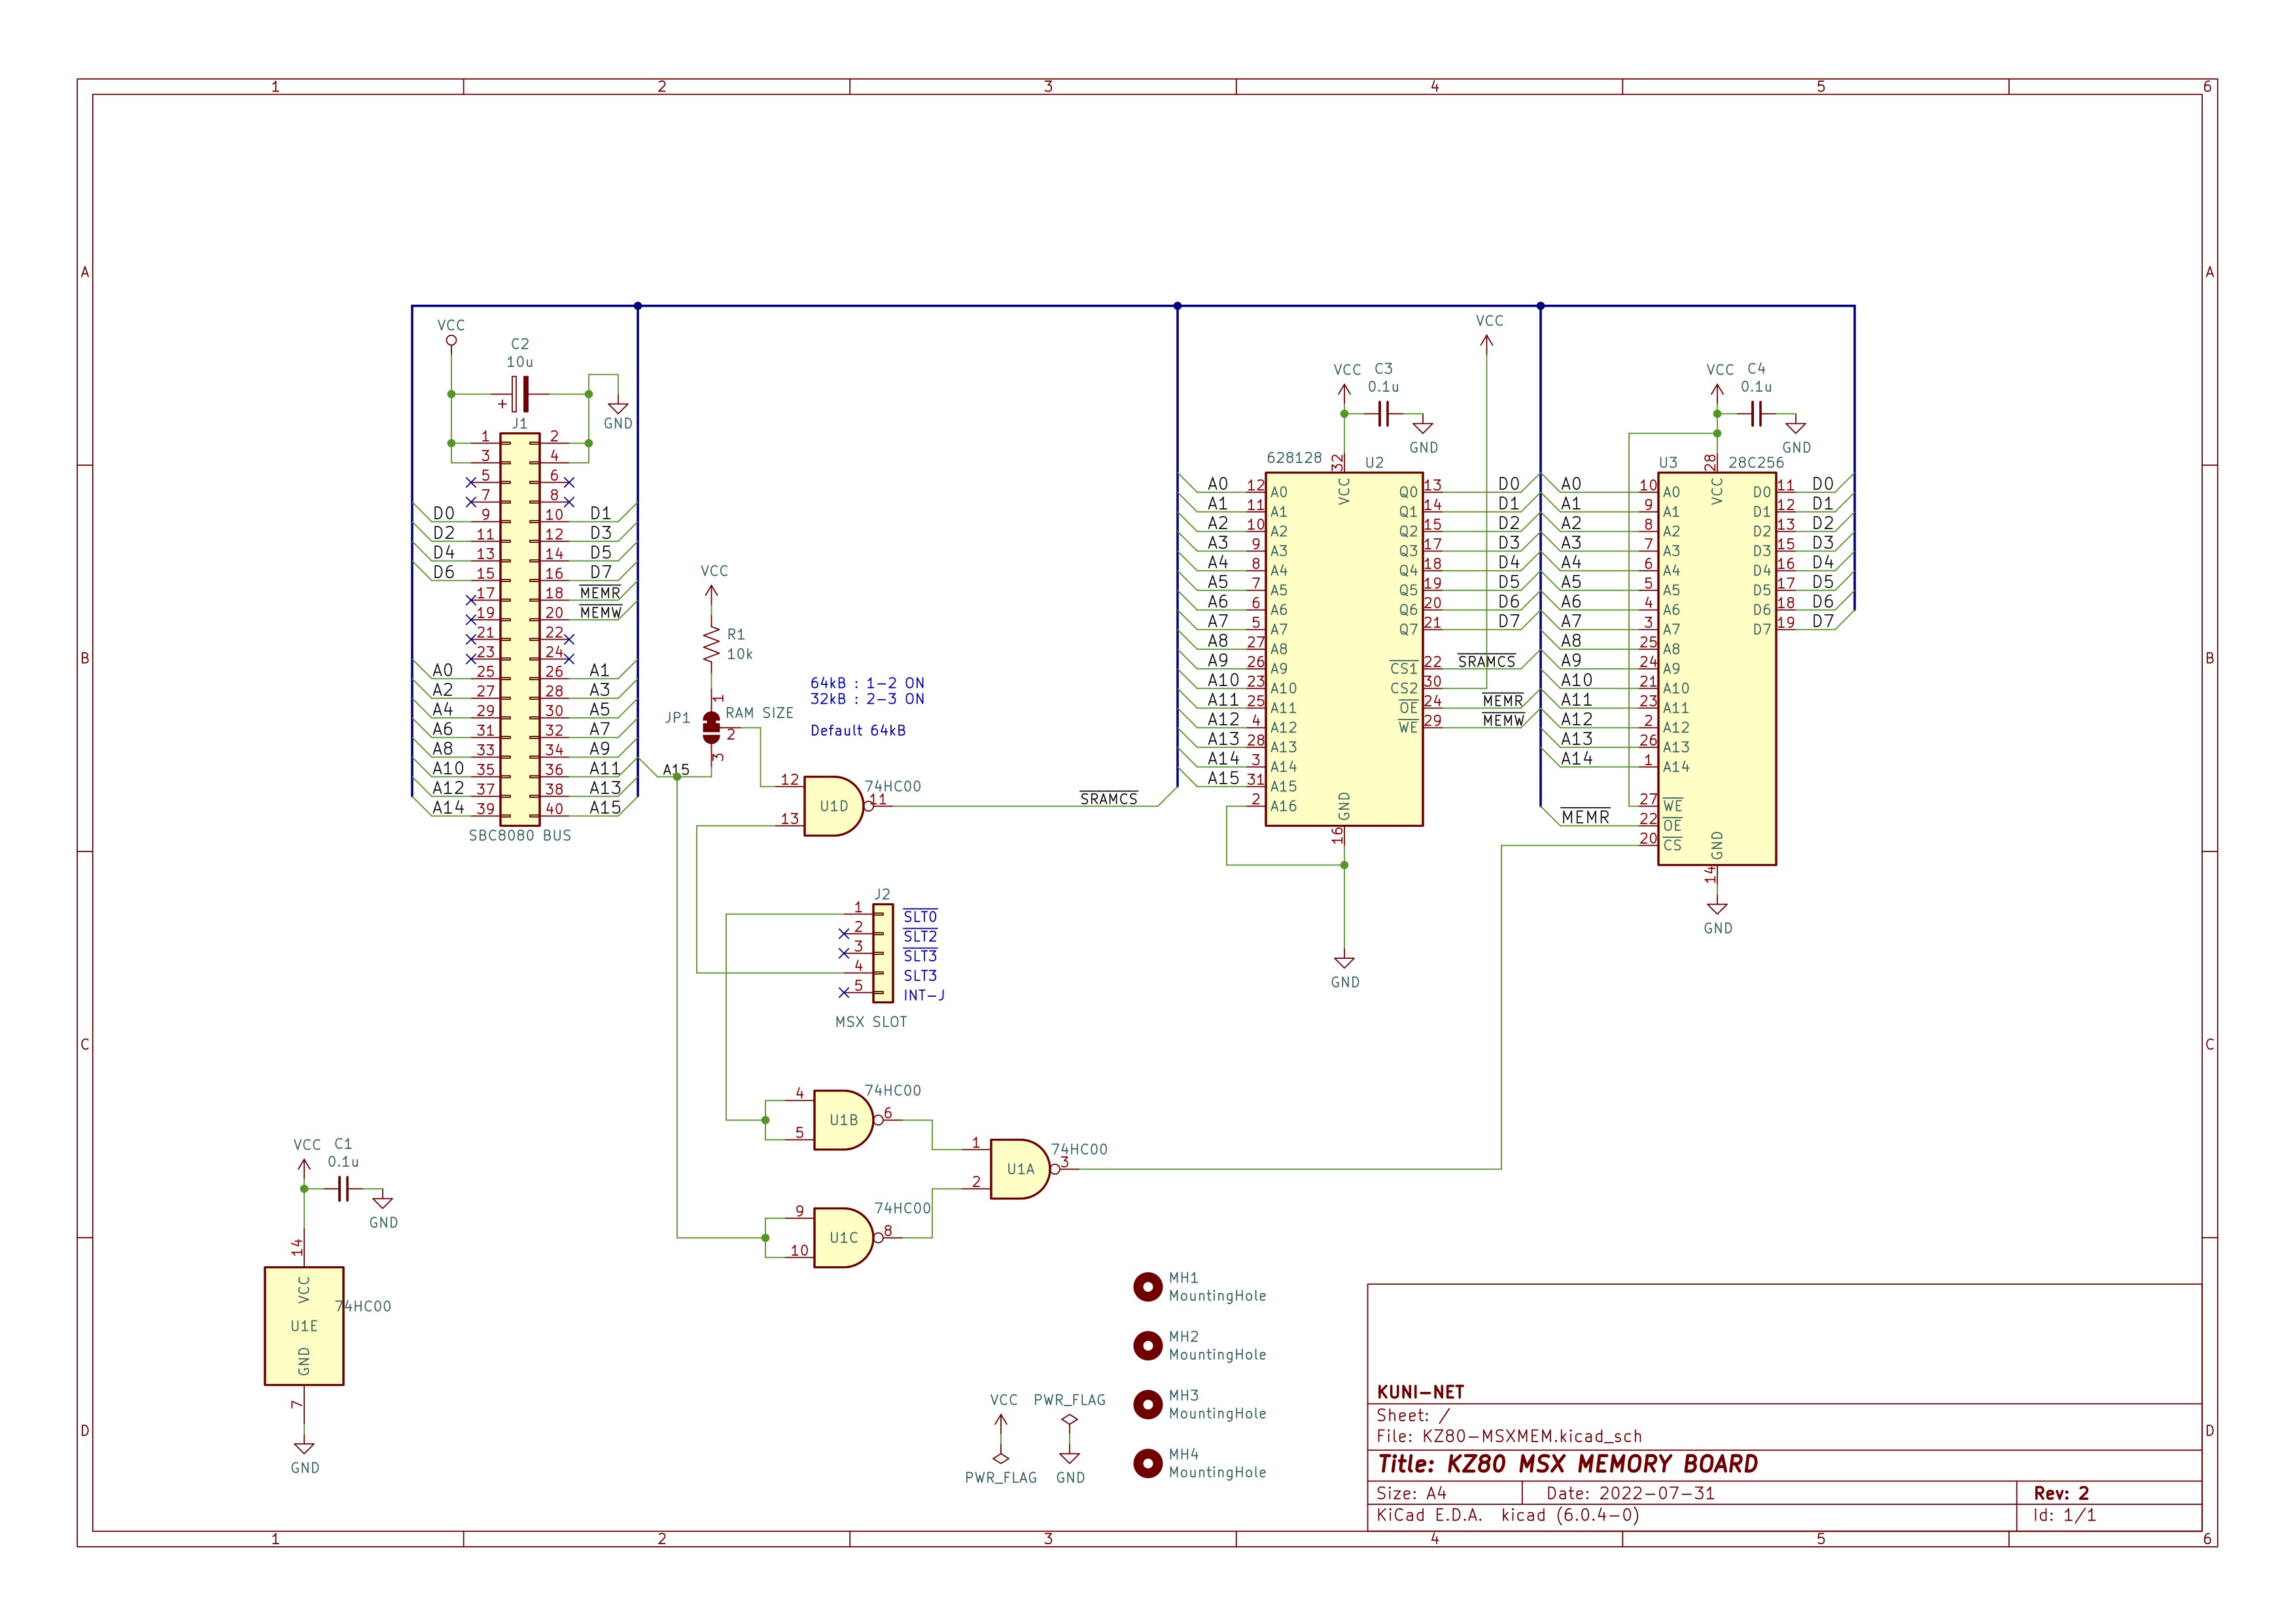 1 2 3 4 5 6
A A
B B
C C
D D
VCC
C2
10u
GND
J1
1 2
3 4
5 6
7 8
D0 9 10 D1
D2 11 12 D3
D4 13 14 D5
D6 15 16 D7
17 18 MEMR
19 20 MEMW
21 22
23 24
A0 25 26 A1
A2 27 28 A3
A4 29 30 A5
A6 31 32 A7
A8 33 34 A9
A10 35 36 A11
A12 37 38 A13
A14 39 40 A15
SBC8080 BUS
VCC
R1
10k
1
JP1 RAM SIZE
2
3
A15
64kB : 1-2 ON
32kB : 2-3 ON
Default 64kB
74HC00
12 U1D 11
13
SRAMCS
J2
1 SLT0
2 SLT2
3 SLT3
4 SLT3
5 INT-J
MSX SLOT
74HC00
4 U1B 6
5
74HC00
1 U1A 3
2
74HC00
9 U1C 8
10
VCC C3
0.1u
GND
628128 32 U2
VCC
A0 12 A0 Q0 13 D0
A1 11 A1 Q1 14 D1
A2 10 A2 Q2 15 D2
A3 9 A3 Q3 17 D3
A4 8 A4 Q4 18 D4
A5 7 A5 Q5 19 D5
A6 6 A6 Q6 20 D6
A7 5 A7 Q7 21 D7
A8 27 A8
A9 26 A9 CS1 22 SRAMCS
A10 23 A10 CS2 30
A11 25 A11 OE 24 MEMR
A12 4 A12 WE 29 MEMW
A13 28 A13
A14 3 A14
A15 31 A15
2 A16
GND
16
GND
VCC
VCC C4
0.1u
GND
U3 28 28C256
VCC
A0 10 A0 D0 11 D0
A1 9 A1 D1 12 D1
A2 8 A2 D2 13 D2
A3 7 A3 D3 15 D3
A4 6 A4 D4 16 D4
A5 5 A5 D5 17 D5
A6 4 A6 D6 18 D6
A7 3 A7 D7 19 D7
A8 25 A8
A9 24 A9
A10 21 A10
A11 23 A11
A12 2 A12
A13 26 A13
A14 1 A14
27 WE
MEMR 22 OE
20 CS
GND
14
GND
VCC C1
0.1u
GND
14
VCC
74HC00
U1E
GND
7
GND
MH1
MountingHole
MH2
MountingHole
MH3
MountingHole
MH4
MountingHole
VCC PWR_FLAG
PWR_FLAG GND
KUNI-NET
Sheet: /
File: KZ80-MSXMEM.kicad_sch
Title: KZ80 MSX MEMORY BOARD
Size: A4 Date: 2022-07-31 Rev: 2
KiCad E.D.A. kicad (6.0.4-0) Id: 1/1
1 2 3 4 5 6